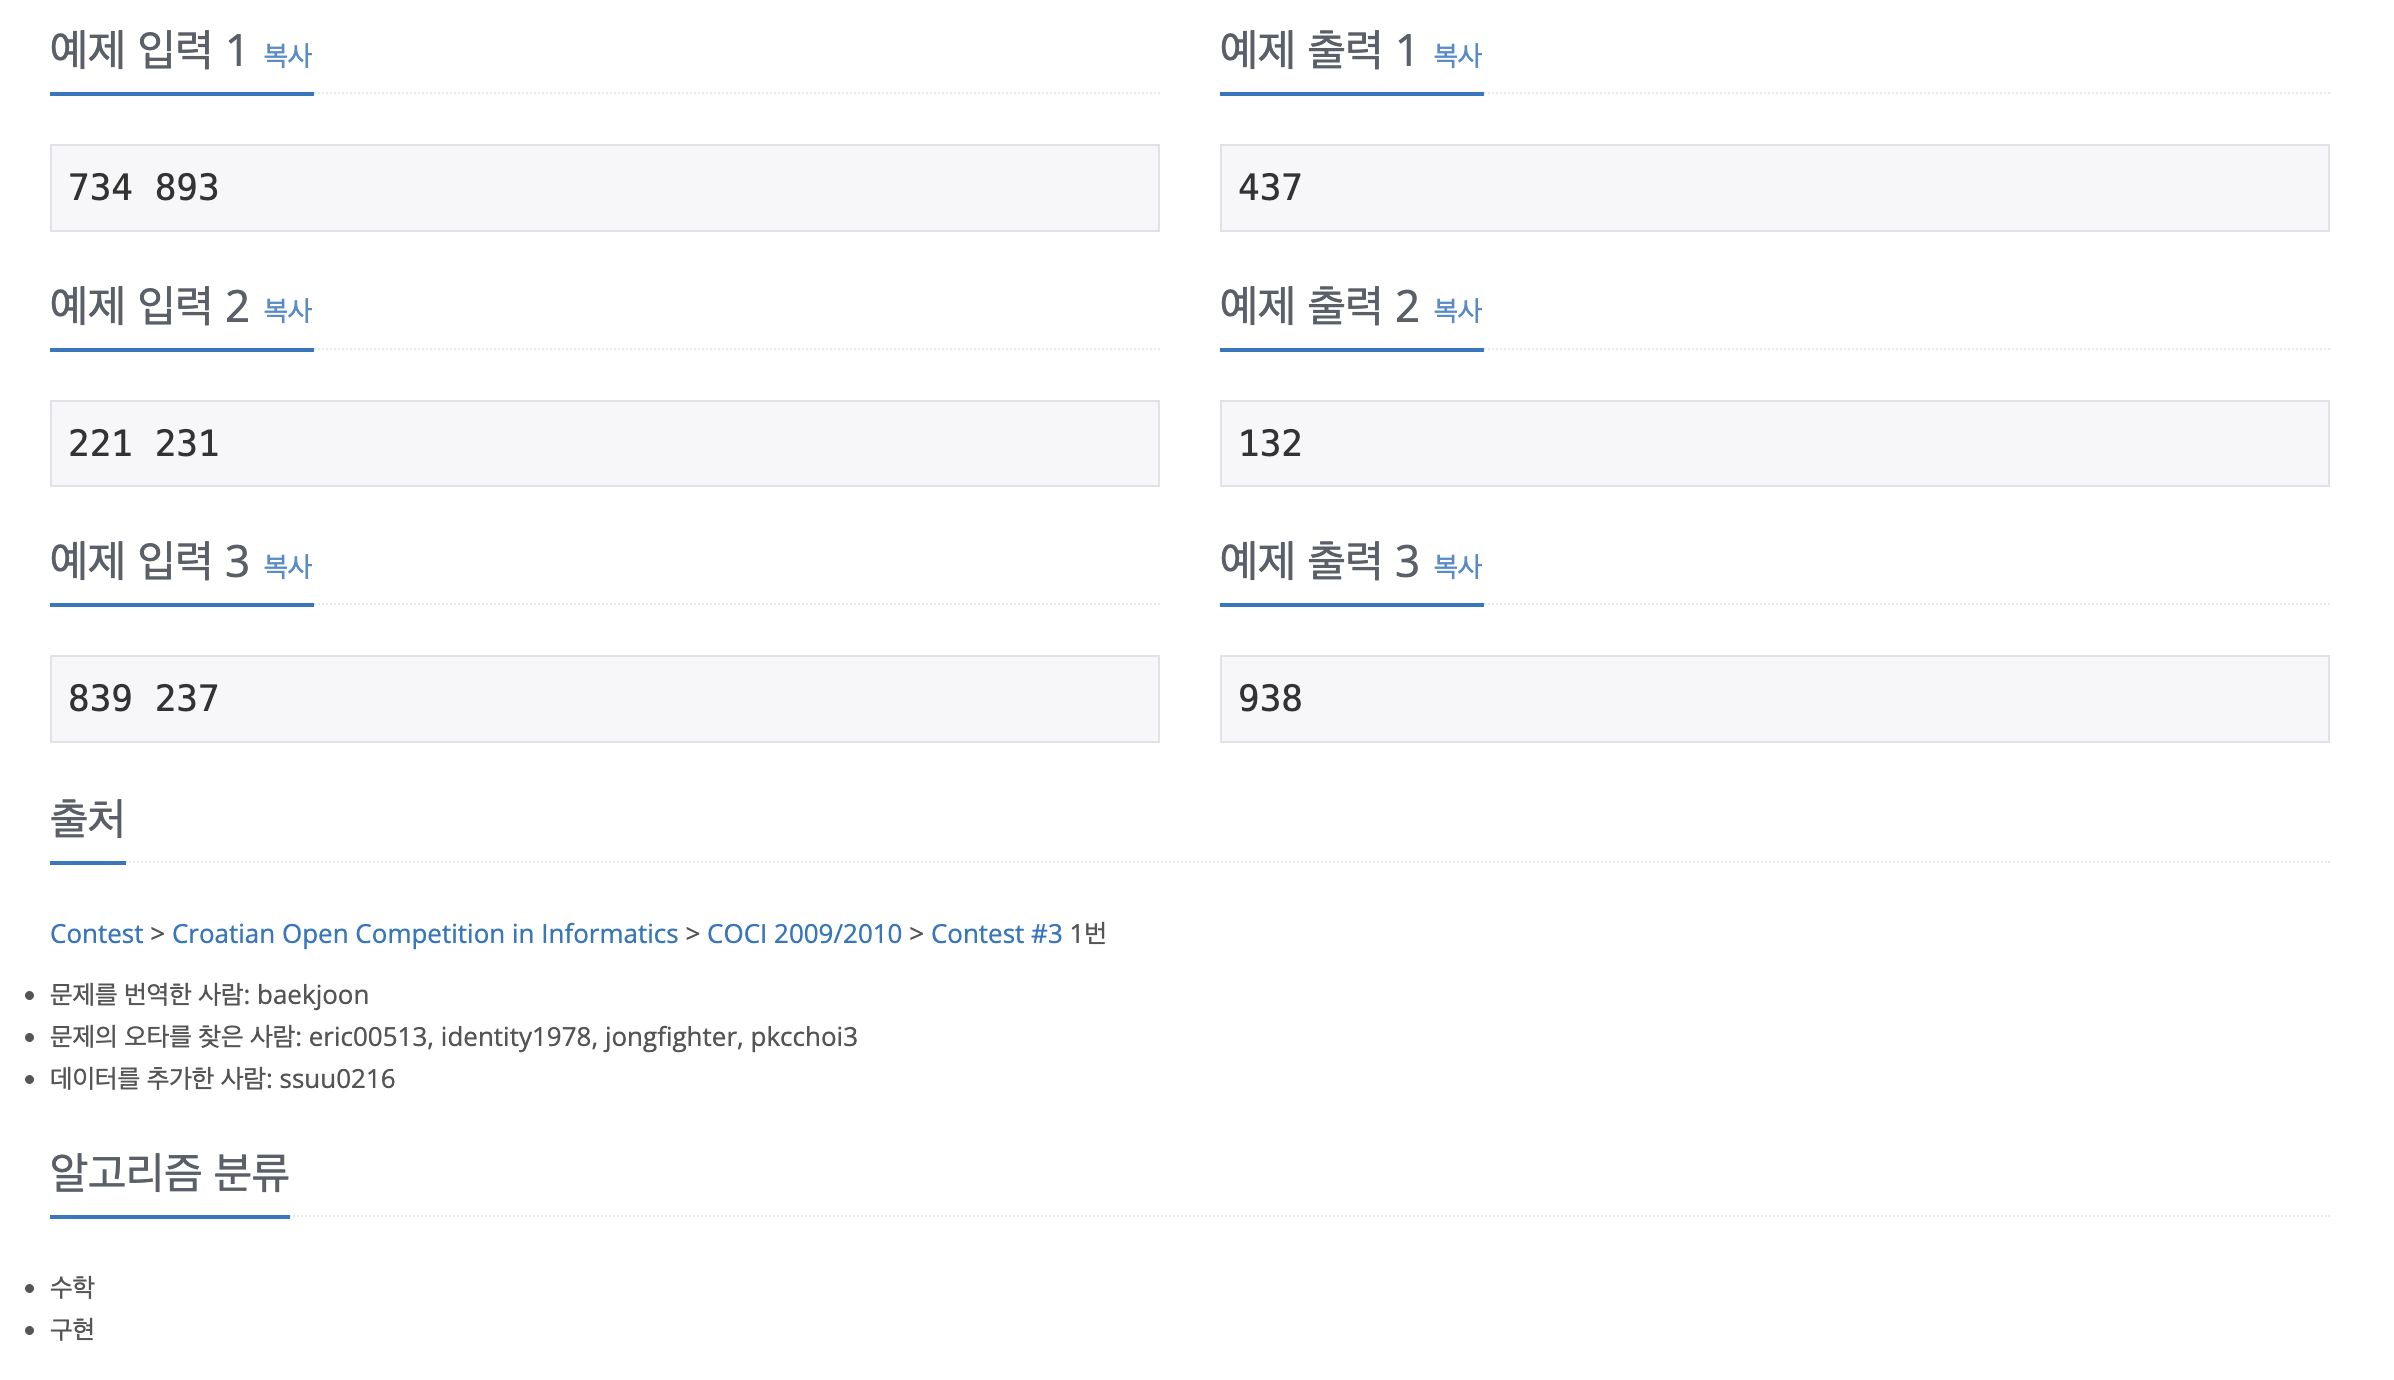 예제 입력 1 복사
예제 출력 1 복사
734 893
437
예제 입력 2 복사
예제 출력 2 복사
221 231
132
예제 입력 3 복사
예제 출력 3 복사
839 237
938
출처
Contest > Croatian Open Competition in Informatics > COCI 2009/2010 > Contest #3 1번
문제를 번역한 사람: baekjoon
문제의 오타를 찾은 사람: eric00513, identity1978, jongfighter, pkcchoi3
데이터를 추가한 사람: ssuu0216
알고리즘 분류
수학
구현